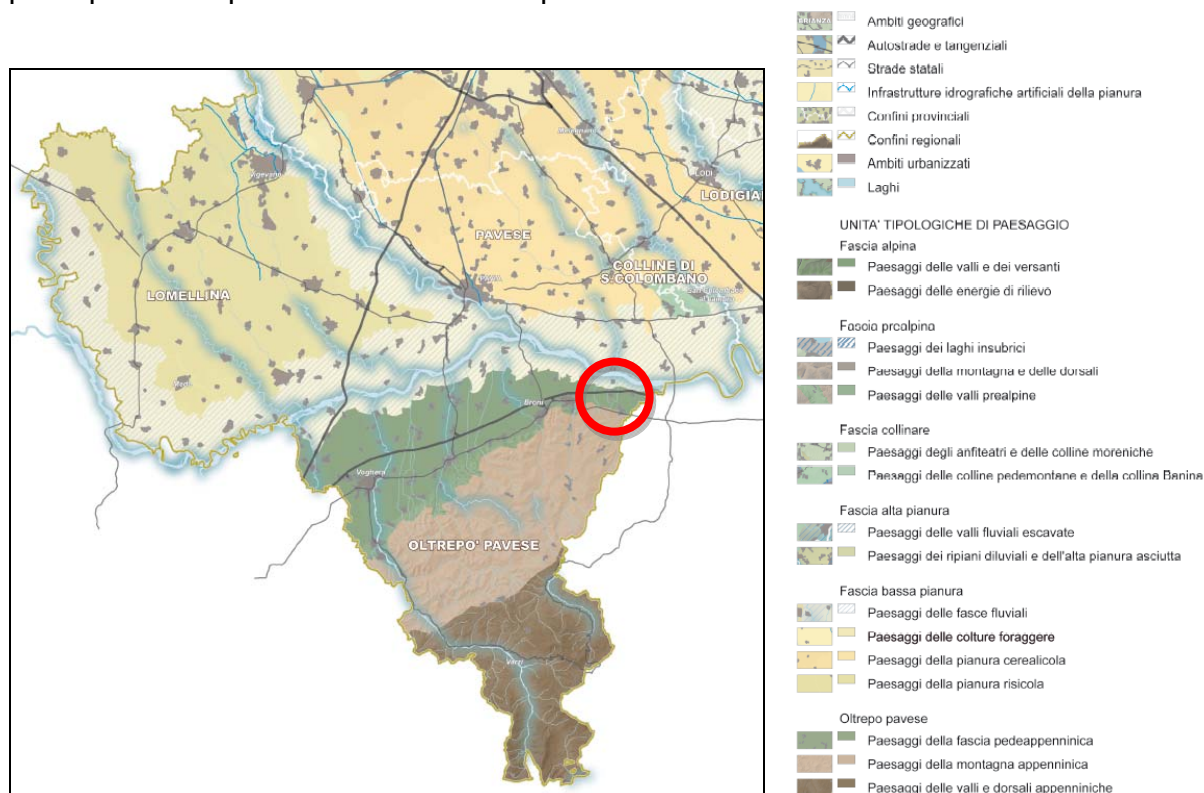 Ambiti geografici
Autostrade e tangenziali
Strade statali
Infrastrutture idrografiche artificiali della pianura
Confini provinciali
Confini regionali
Ambiti urbanizzati
Laghi
UNITA' TIPOLOGICHE DI PAESAGGIO
Fascia alpina
Paesaggi delle valli e dei versanti
Paesaggi delle energie di rilievo
Fascia prealpina
Paesaggi dei laghi insubrici
Paesaggi della montagna e delle dorsali
Paesaggi delle valli prealpine
Fascia collinare
Paesaggi degli anfiteatri e delle colline moreniche
Paesaggi delle colline pedemontane e della collina Banina
Fascia alta pianura
Paesaggi delle valli fluviali escavate
Paesaggi dei ripiani diluviali e dell'alta pianura asciutta
Fascia bassa pianura
Paesaggi delle fasce fluviali
Paesaggi delle colture foraggere
Paesaggi della pianura cerealicola
Paesaggi della pianura risicola
Oltrepo pavese
Paesaggi della fascia pedeappenninica
Paesaggi della montagna appenninica
Paesaggi delle valli e dorsali appenniniche
BRIANZA
Vigevano
LODI
LODIGIA
PAVESE
COLLINE DI
S.COLOMBANO
PAVIA
LOMELLINA
Broni
Voghera
OLTREPO' PAVESE
Varzi